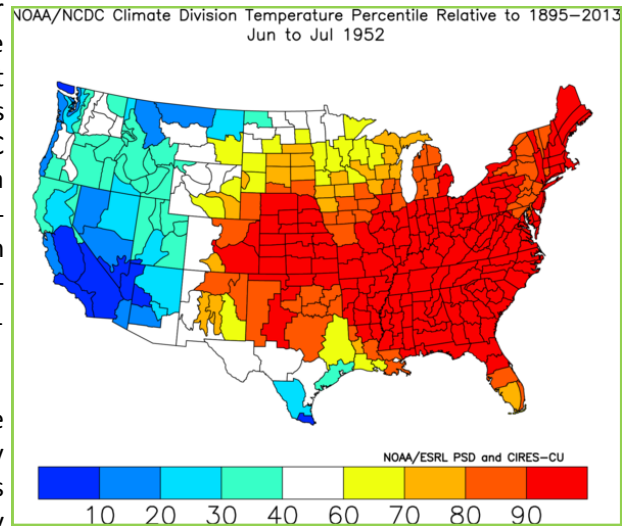 NOAA/NCDC Climate Division Temperature Percentile Relative to 1895–2013
Jun to Jul 1952
NOAA/ESRL PSD and CIRES–CU
10 20 30 40 60 70 80 90